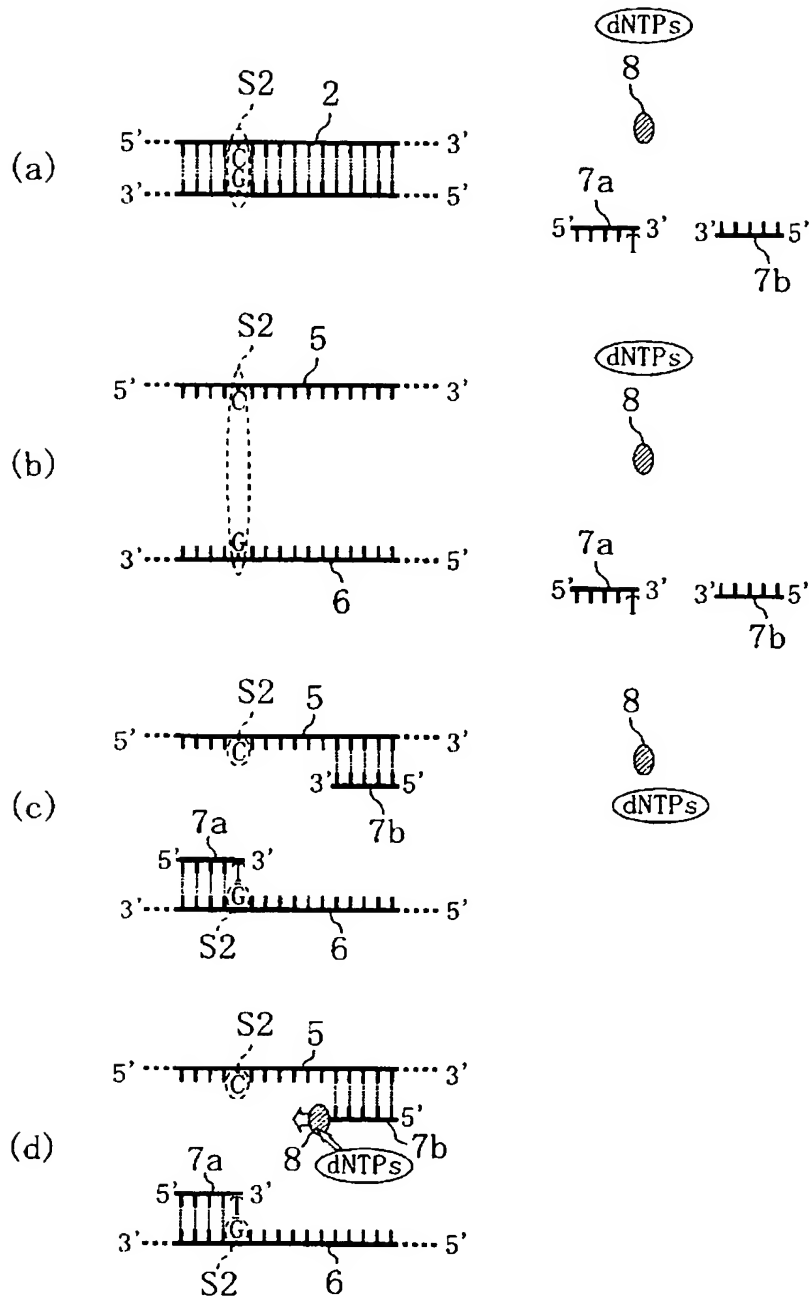 dNTPs
8
S2
2
5' 3'
C
(a)
G
3' 5'
7a
5' 3' 3' 5'
T
7b
S2
5
dNTPs
5' 3'
C
8
(b)
G
3' 5'
6
7a
5' 3' 3' 5'
T
7b
S2
5
8
5' 3'
C
3' 5'
dNTPs
(c)
7b
7a
5' 3'
T
G
3' 5'
S2
6
S2
5
5' 3'
C
5'
8
7b
(d)
dNTPs
7a
5' 3'
T
G
3' 5'
S2
6